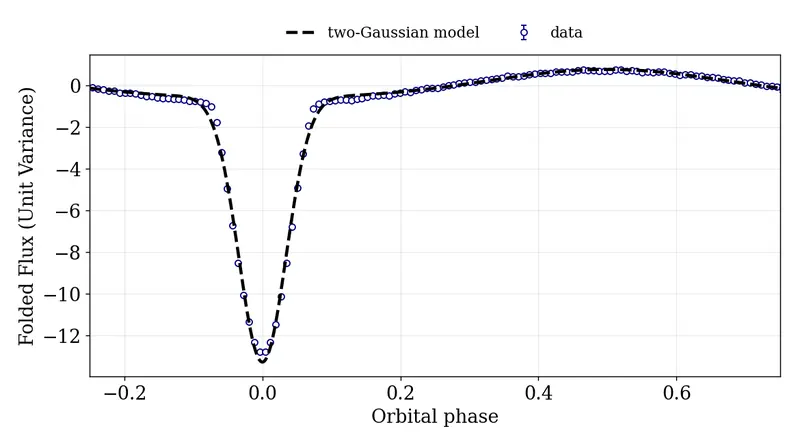 two-Gaussian model data
0
−2
−4
−6
−8
−10
−12
Folded Flux (Unit Variance)
−0.2 0.0 0.2 0.4 0.6
Orbital phase